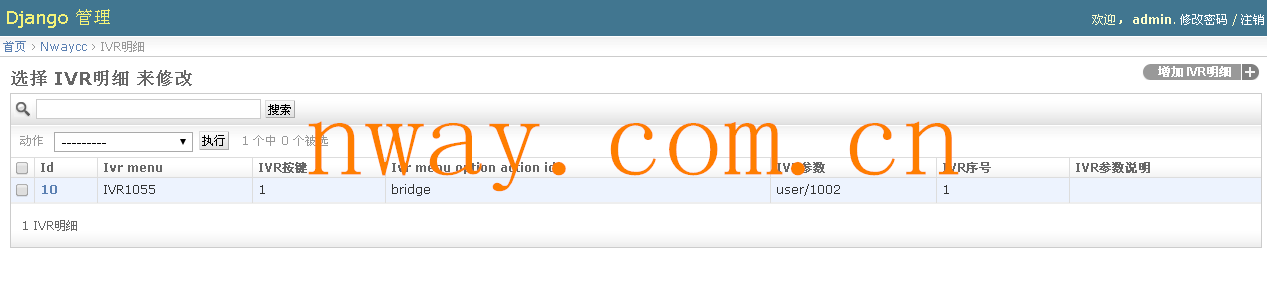 Django 管理
欢迎，admin. 修改密码 / 注销
首页 › Nwaycc › IVR明细
选择 IVR明细 来修改
增加 IVR明细 +
搜索
动作 --------- 执行 1 个中 0 个被选
nway.com.cn
Id Ivr menu IVR按键 Ivr menu option action id IVR参数 IVR序号 IVR参数说明
10 IVR1055 1 bridge user/1002 1
1 IVR明细